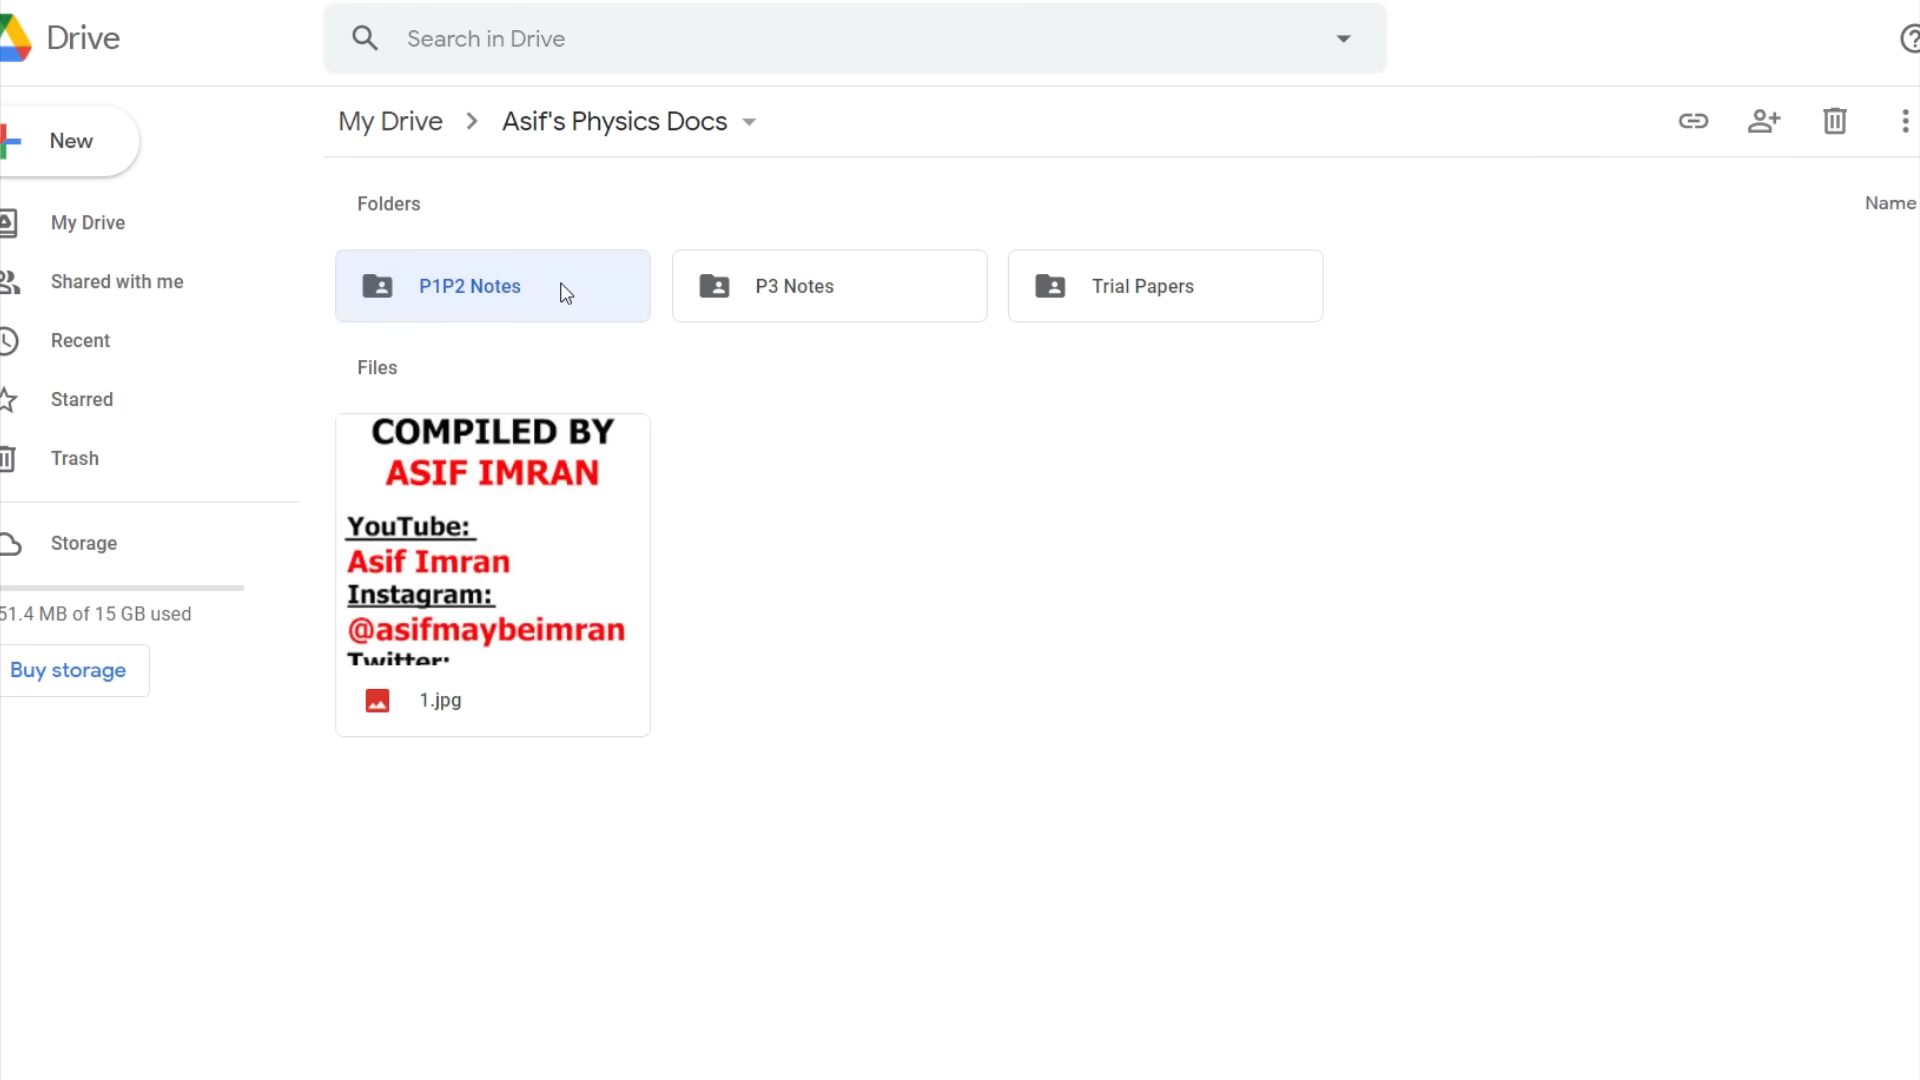 Drive
Search in Drive
New
My Drive > Asif's Physics Docs
My Drive
Shared with me
Recent
Starred
Trash
Storage
51.4 MB of 15 GB used
Buy storage
Folders
Name
P1P2 Notes
P3 Notes
Trial Papers
Files
COMPILED BY
ASIF IMRAN
YouTube:
Asif Imran
Instagram:
@asifmaybeimran
Twitter:
1.jpg